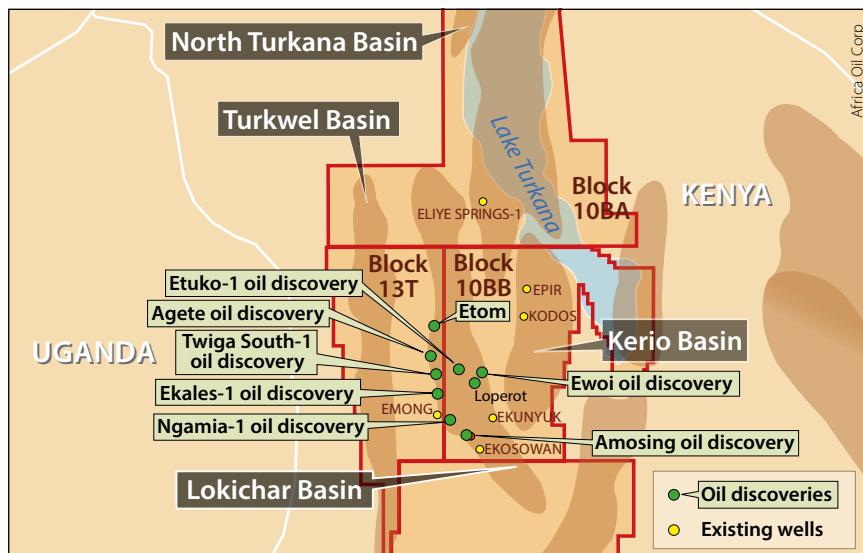 North Turkana Basin
Africa Oil Corp
Turkwel Basin
Lake Turkana
Block
10BA
KENYA
ELIYE SPRINGS-1
Block
13T
Block
10BB
Etuko-1 oil discovery
EPIR
Agete oil discovery
Etom
KODOS
UGANDA
Twiga South-1
oil discovery
Kerio Basin
Ekales-1 oil discovery
Loperot
Ewoi oil discovery
EMONG
EKUNYUK
Ngamia-1 oil discovery
EKOSOWAN
Amosing oil discovery
Lokichar Basin
Oil discoveries
Existing wells